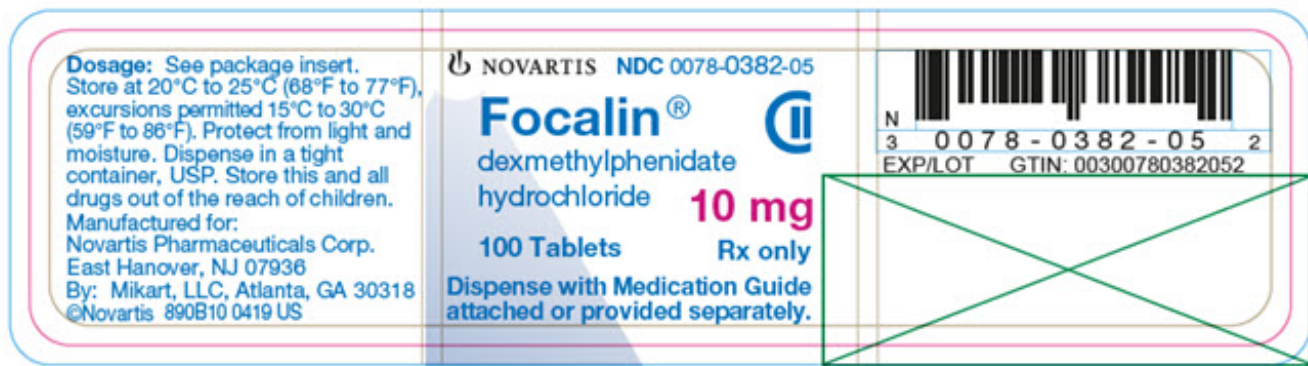 Dosage: See package insert.
Store at 20°C to 25°C (68°F to 77°F),
excursions permitted 15°C to 30°C
(59°F to 86°F). Protect from light and
moisture. Dispense in a tight
container, USP. Store this and all
drugs out of the reach of children.
Manufactured for:
Novartis Pharmaceuticals Corp.
East Hanover, NJ 07936
By: Mikart, LLC, Atlanta, GA 30318
©Novartis 890B10 0419 US
NOVARTIS NDC 0078-0382-05
Focalin® CII
dexmethylphenidate
hydrochloride
10 mg
100 Tablets Rx only
Dispense with Medication Guide
attached or provided separately.
N
3 0078-0382-05 2
EXP/LOT GTIN: 00300780382052